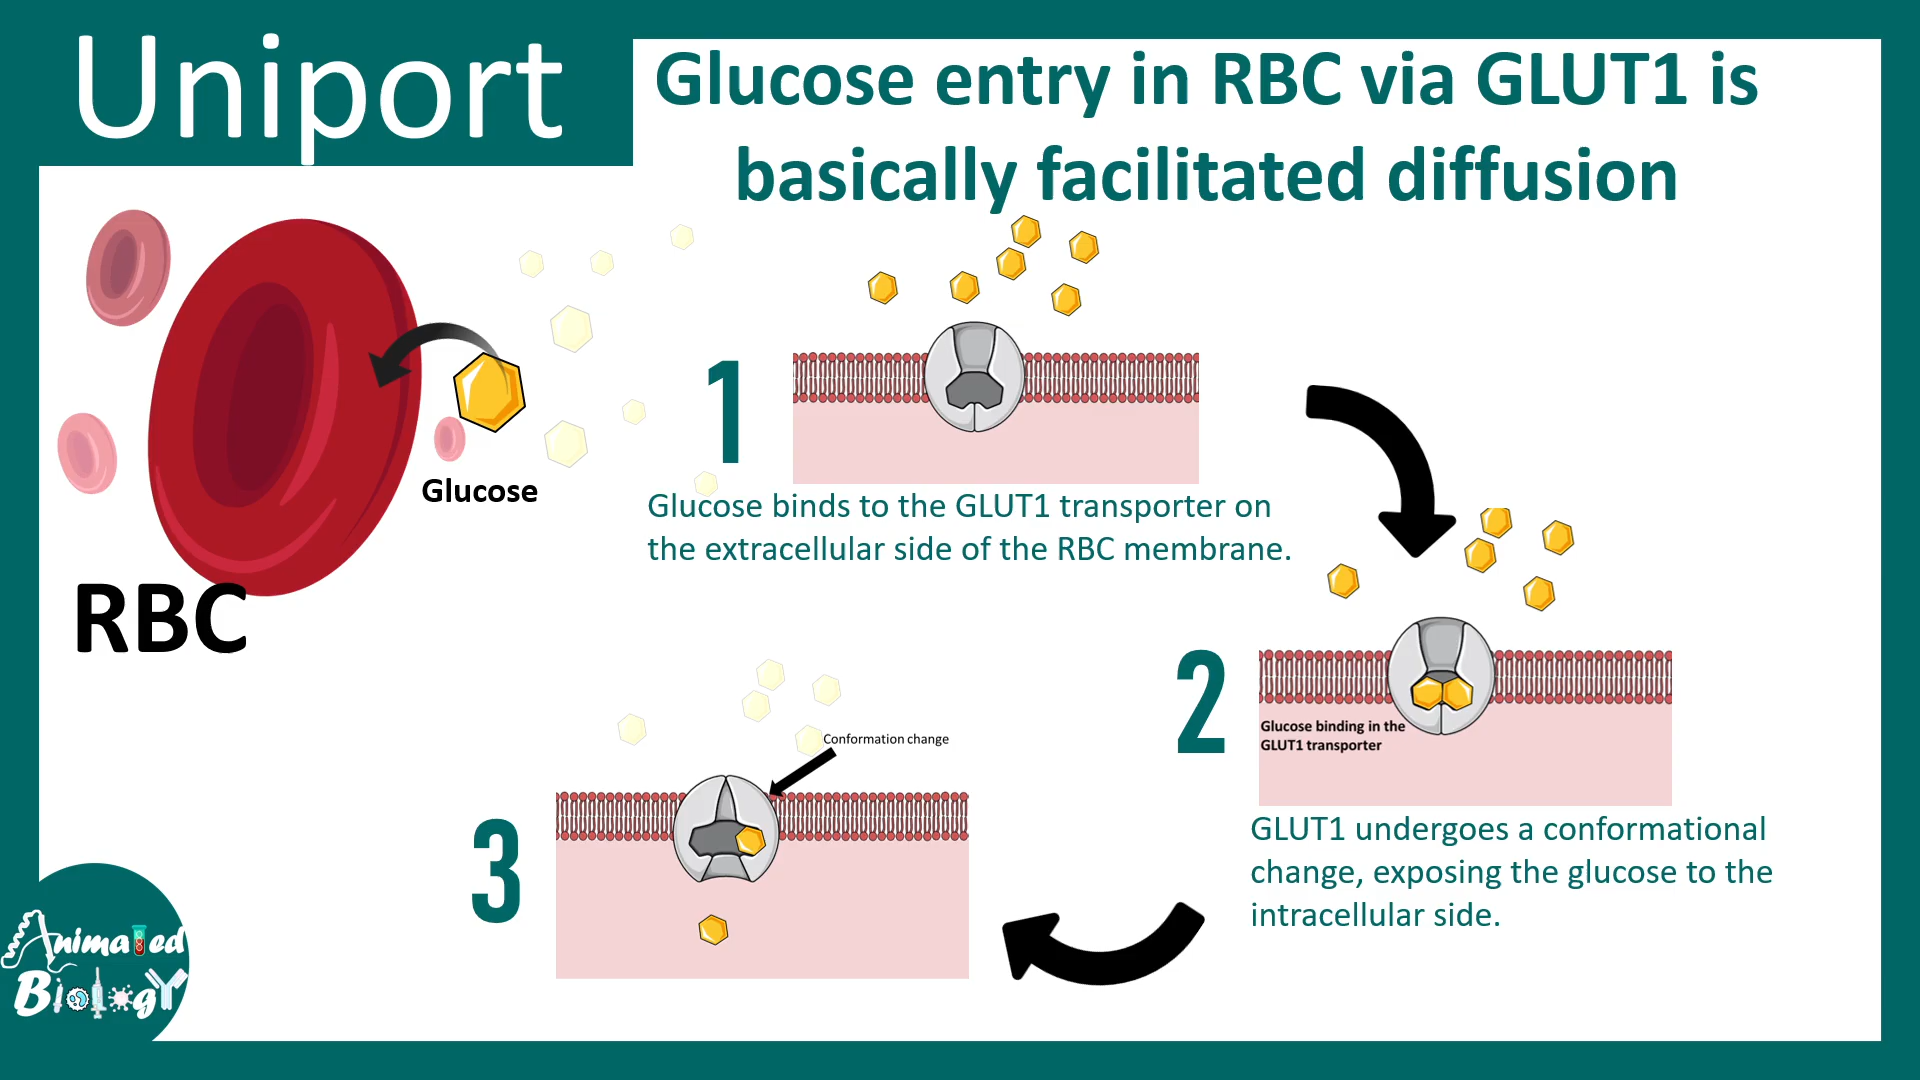 Uniport
Glucose entry in RBC via GLUT1 is
basically facilitated diffusion
Glucose
RBC
1
Glucose binds to the GLUT1 transporter on
the extracellular side of the RBC membrane.
2
Glucose binding in the
GLUT1 transporter
GLUT1 undergoes a conformational
change, exposing the glucose to the
intracellular side.
3
Conformation change
Animated
Biology